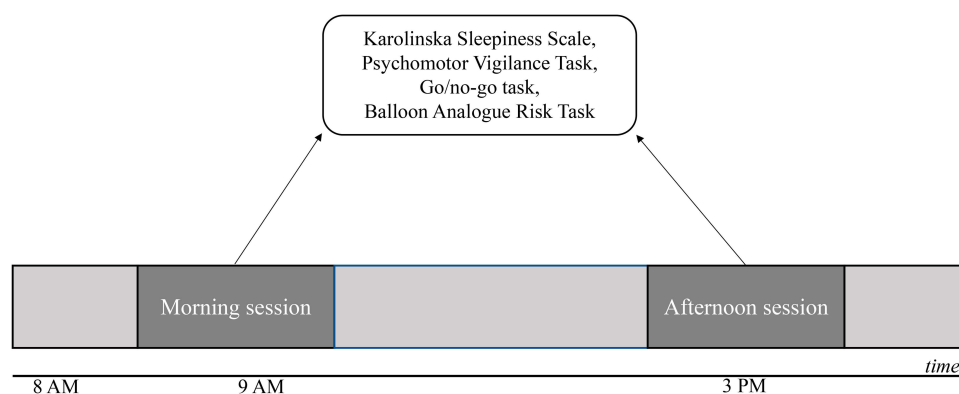 Karolinska Sleepiness Scale,
Psychomotor Vigilance Task,
Go/no-go task,
Balloon Analogue Risk Task
Morning session
Afternoon session
time
8 AM
9 AM
3 PM